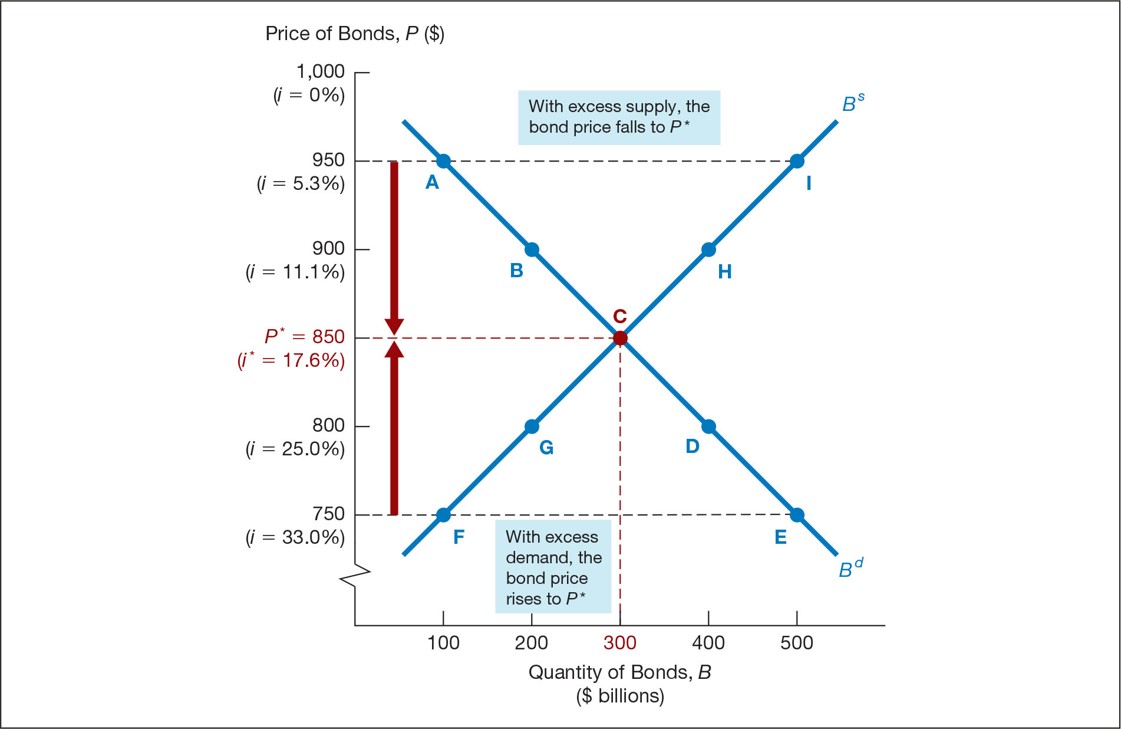 Price of Bonds, P ($)
1,000
(i = 0%)
With excess supply, the
bond price falls to P*
Bˢ
950
(i = 5.3%)
A
I
900
(i = 11.1%)
B
H
C
P* = 850
(i* = 17.6%)
800
(i = 25.0%)
G
D
750
(i = 33.0%)
F
E
With excess
demand, the
bond price
rises to P*
Bᵈ
100 200 300 400 500
Quantity of Bonds, B
($ billions)